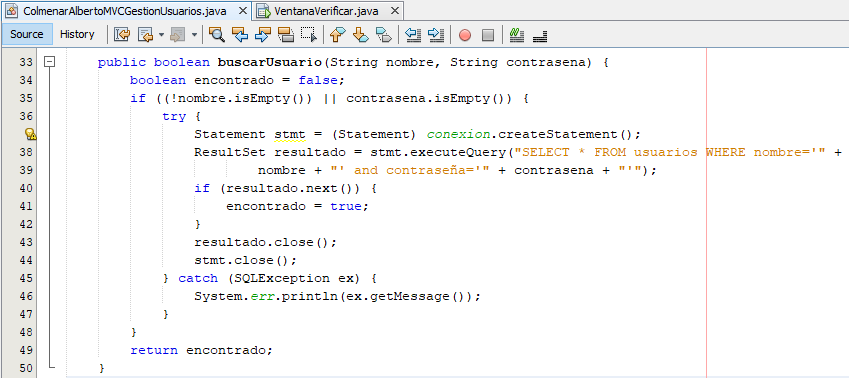 ColmenarAlbertoMVCGestionUsuarios.java VentanaVerificar.java
Source History
33 public boolean buscarUsuario(String nombre, String contrasena) {
34 boolean encontrado = false;
35 if ((!nombre.isEmpty()) || contrasena.isEmpty()) {
36 try {
Statement stmt = (Statement) conexion.createStatement();
38 ResultSet resultado = stmt.executeQuery("SELECT * FROM usuarios WHERE nombre='" +
39 nombre + "' and contraseña='" + contrasena + "'");
40 if (resultado.next()) {
41 encontrado = true;
42 }
43 resultado.close();
44 stmt.close();
45 } catch (SQLException ex) {
46 System.err.println(ex.getMessage());
47 }
48 }
49 return encontrado;
50 }